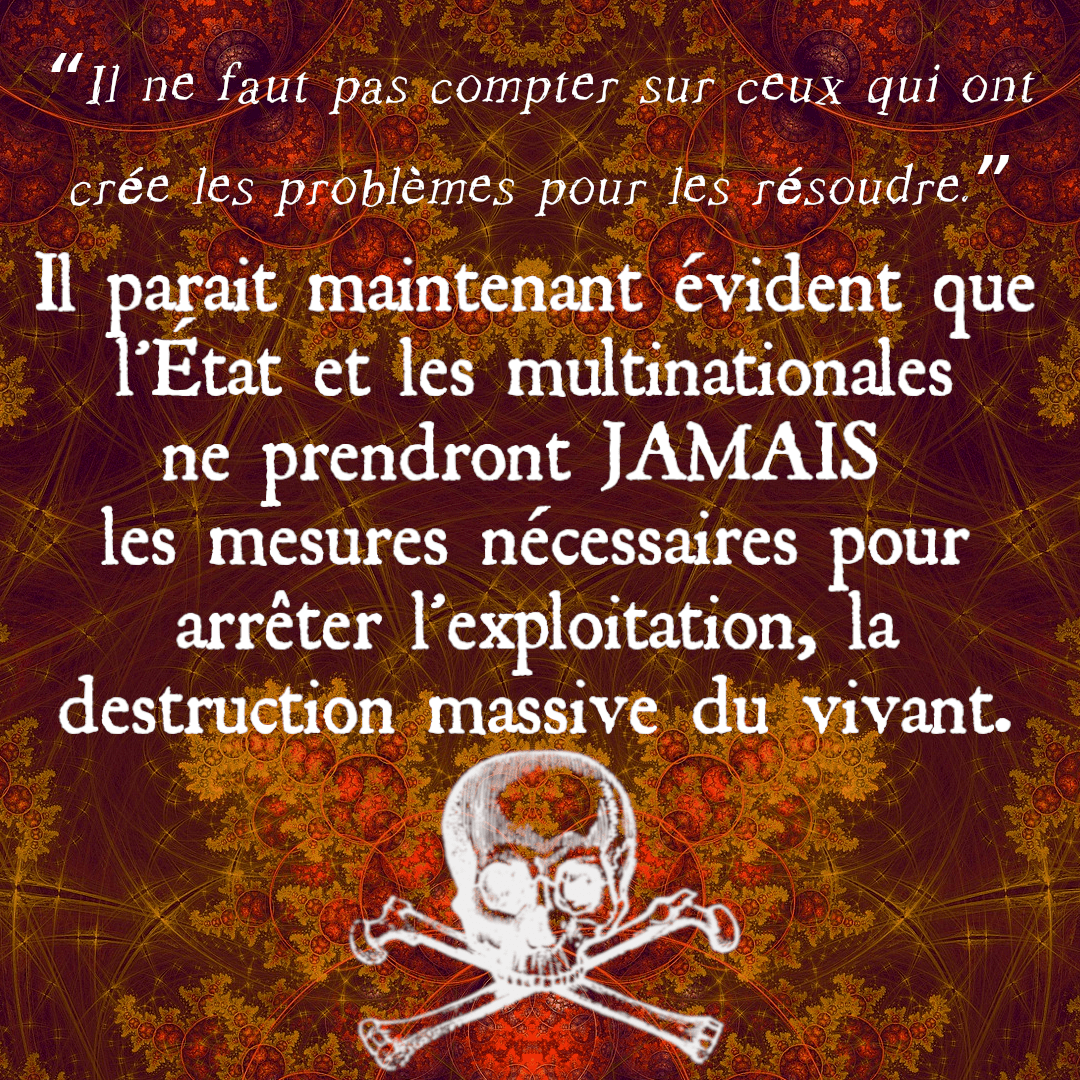 “Il ne faut pas compter sur ceux qui ont
crée les problèmes pour les résoudre.”
Il parait maintenant évident que
l'État et les multinationales
ne prendront JAMAIS
les mesures nécessaires pour
arrêter l'exploitation, la
destruction massive du vivant.